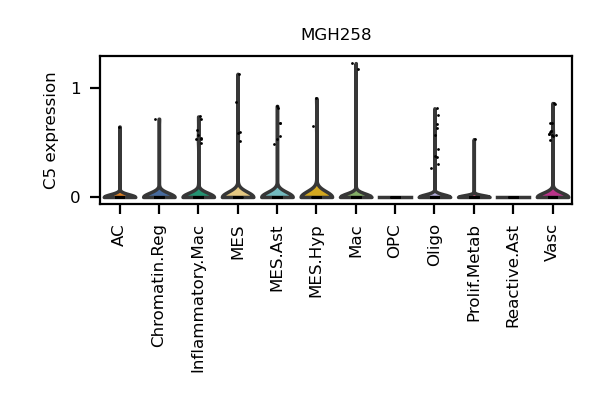 MGH258
C5 expression
1
0
AC
Chromatin.Reg
Inflammatory.Mac
MES
MES.Ast
MES.Hyp
Mac
OPC
Oligo
Prolif.Metab
Reactive.Ast
Vasc